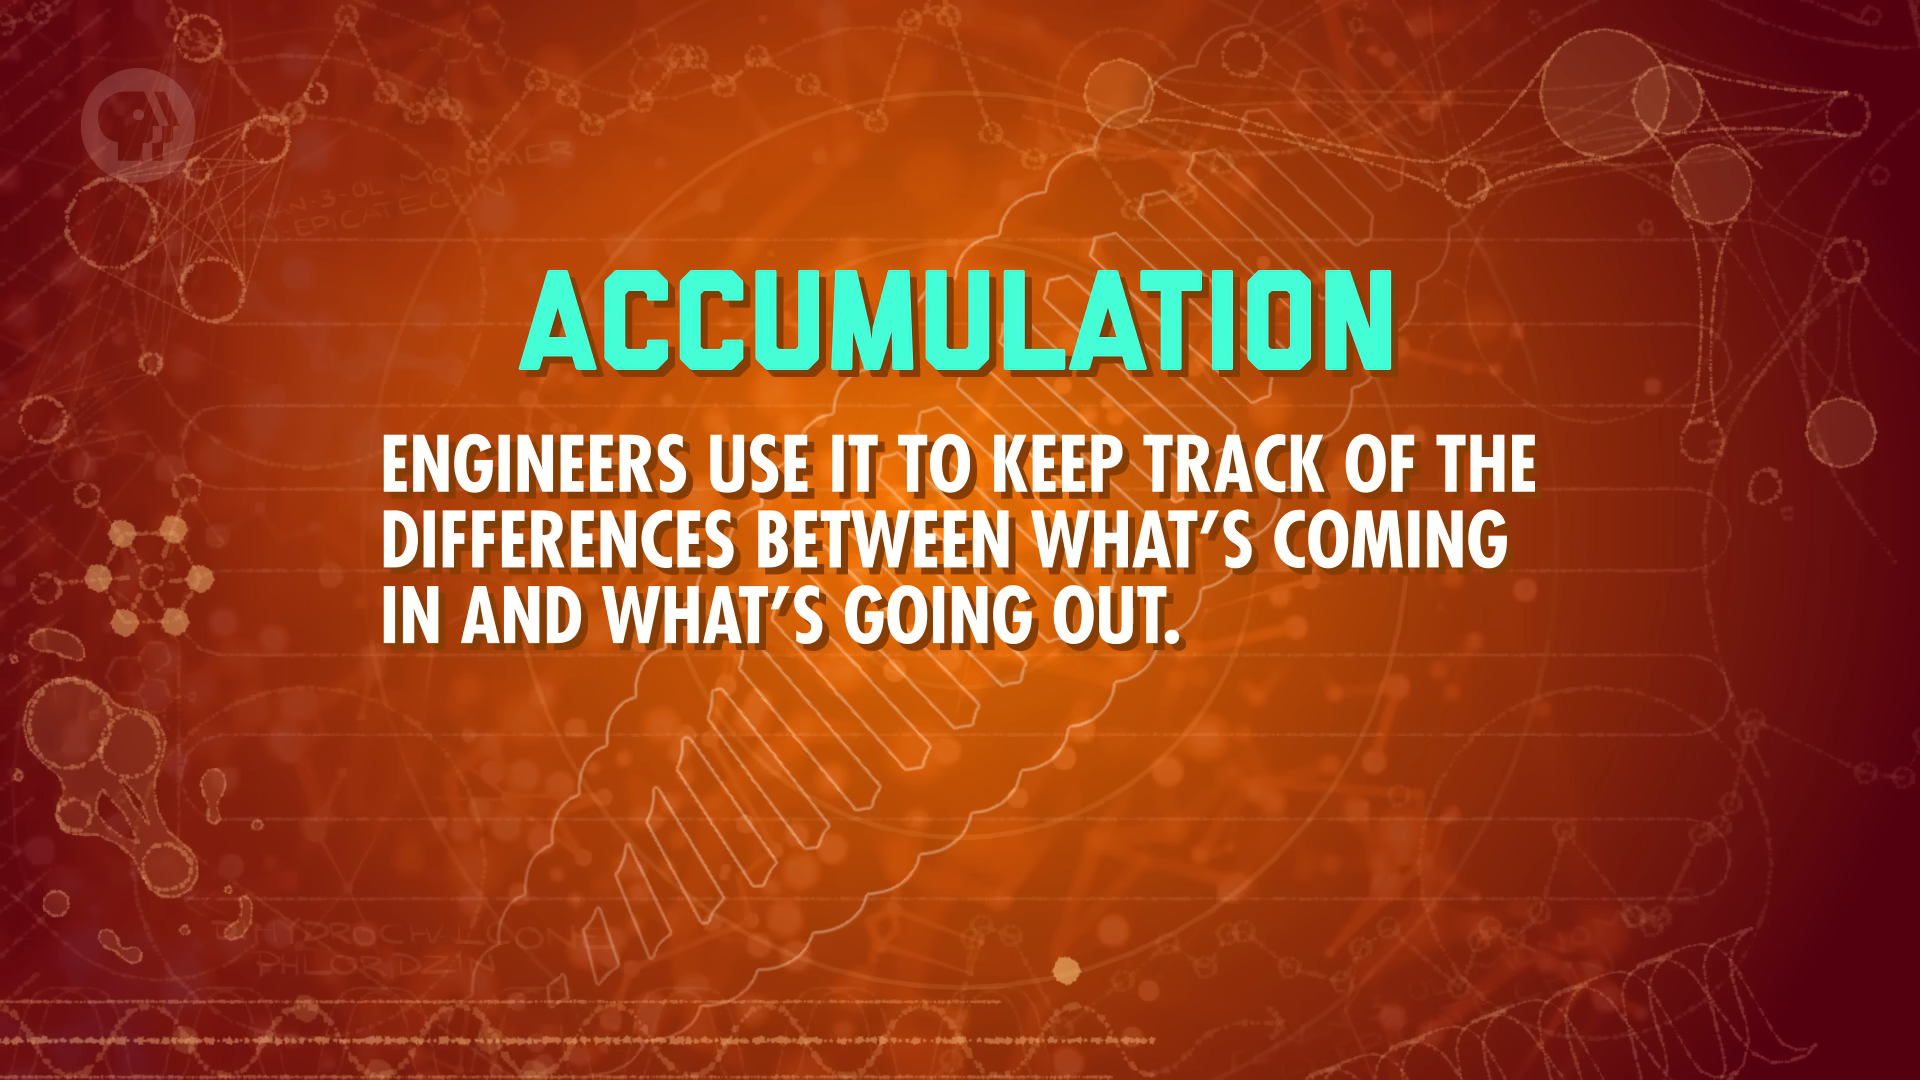 ACCUMULATION
ENGINEERS USE IT TO KEEP TRACK OF THE
DIFFERENCES BETWEEN WHAT'S COMING
IN AND WHAT'S GOING OUT.